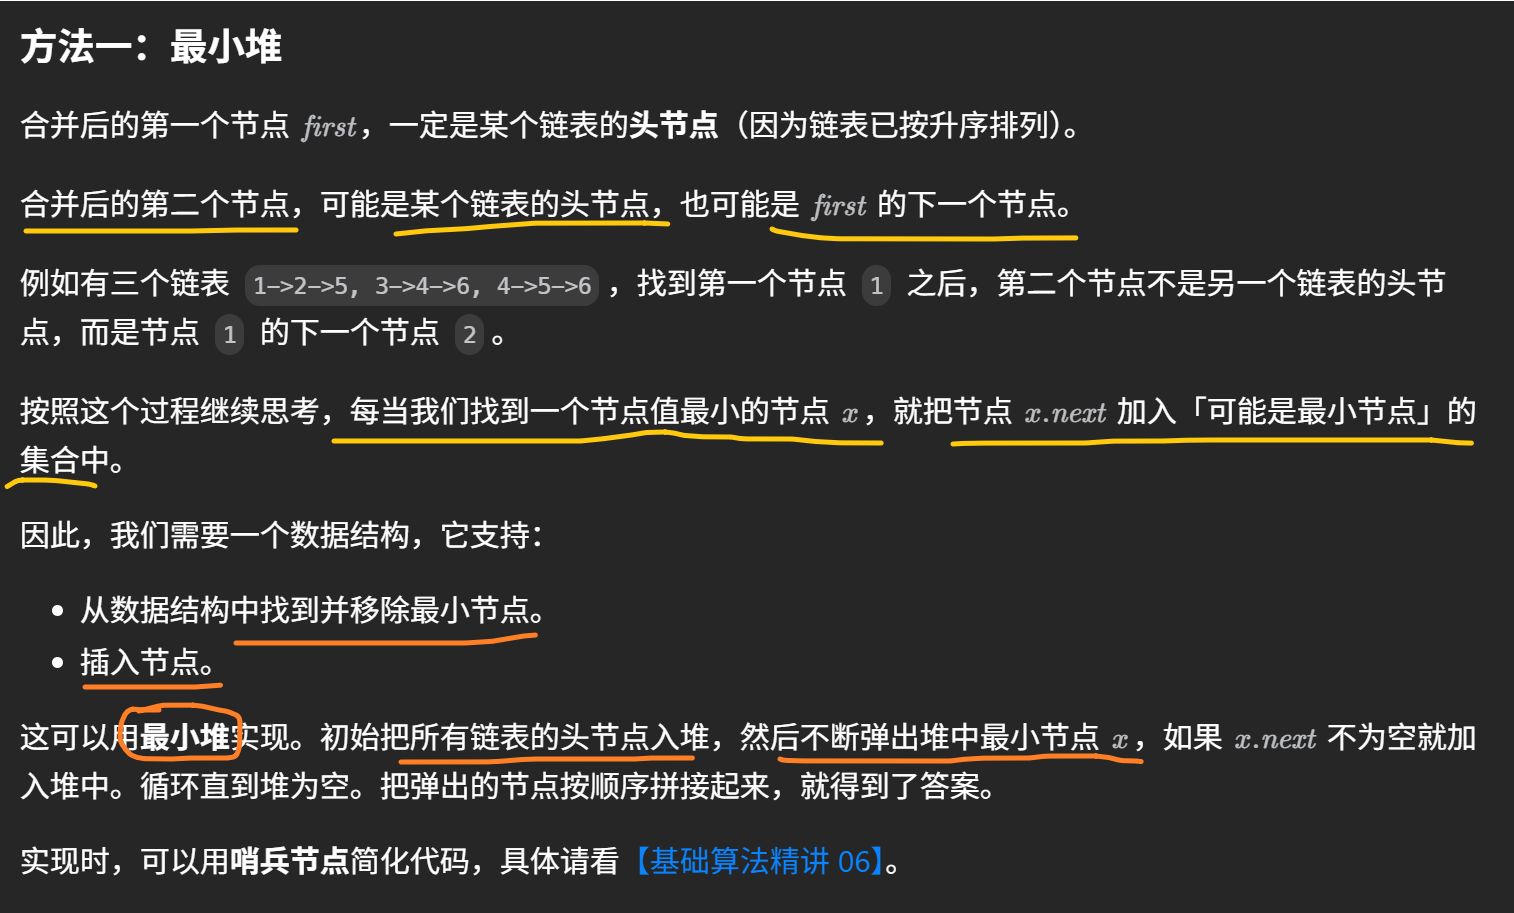 方法一：最小堆
合并后的第一个节点 first，一定是某个链表的头节点（因为链表已按升序排列）。
合并后的第二个节点，可能是某个链表的头节点，也可能是 first 的下一个节点。
例如有三个链表 1->2->5, 3->4->6, 4->5->6，找到第一个节点 1 之后，第二个节点不是另一个链表的头节
点，而是节点 1 的下一个节点 2。
按照这个过程继续思考，每当我们找到一个节点值最小的节点 x，就把节点 x.next 加入「可能是最小节点」的
集合中。
因此，我们需要一个数据结构，它支持：
• 从数据结构中找到并移除最小节点。
• 插入节点。
这可以用最小堆实现。初始把所有链表的头节点入堆，然后不断弹出堆中最小节点 x，如果 x.next 不为空就加
入堆中。循环直到堆为空。把弹出的节点按顺序拼接起来，就得到了答案。
实现时，可以用哨兵节点简化代码，具体请看【基础算法精讲 06】。